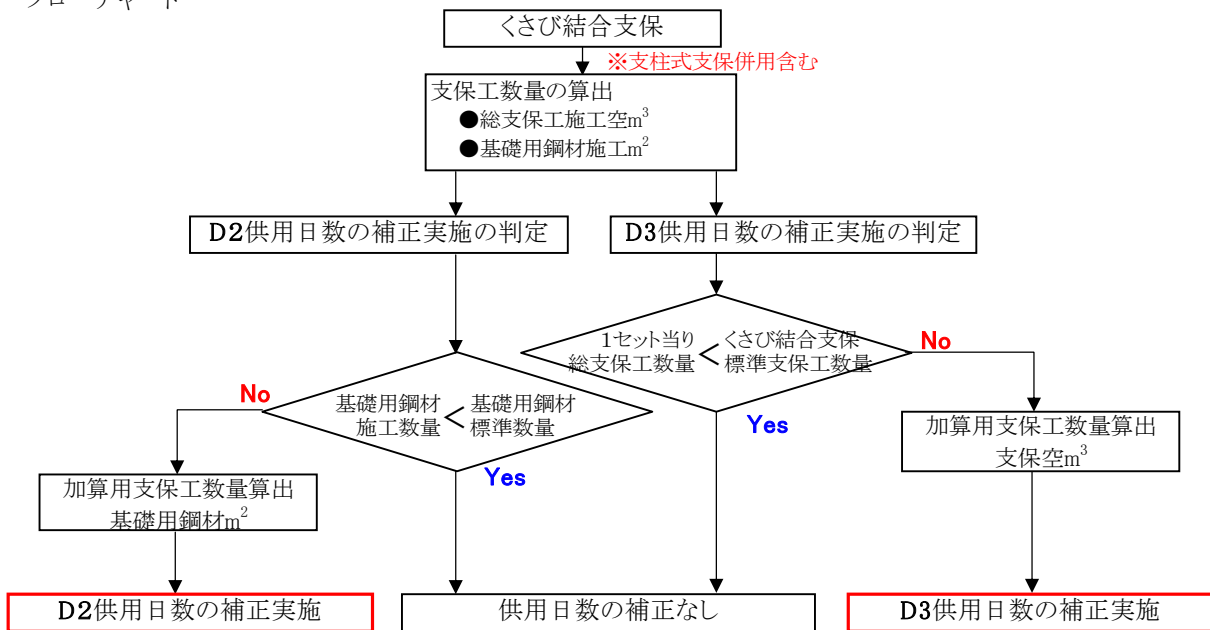 フローチャート
くさび結合支保
※支柱式支保併用含む
支保工数量の算出
●総支保工施工空m³
●基礎用鋼材施工m²
D2供用日数の補正実施の判定
D3供用日数の補正実施の判定
1セット当り
総支保工数量
<
くさび結合支保
標準支保工数量
No
Yes
基礎用鋼材
施工数量
<
基礎用鋼材
標準数量
No
Yes
加算用支保工数量算出
支保空m³
加算用支保工数量算出
基礎用鋼材m²
D2供用日数の補正実施
供用日数の補正なし
D3供用日数の補正実施